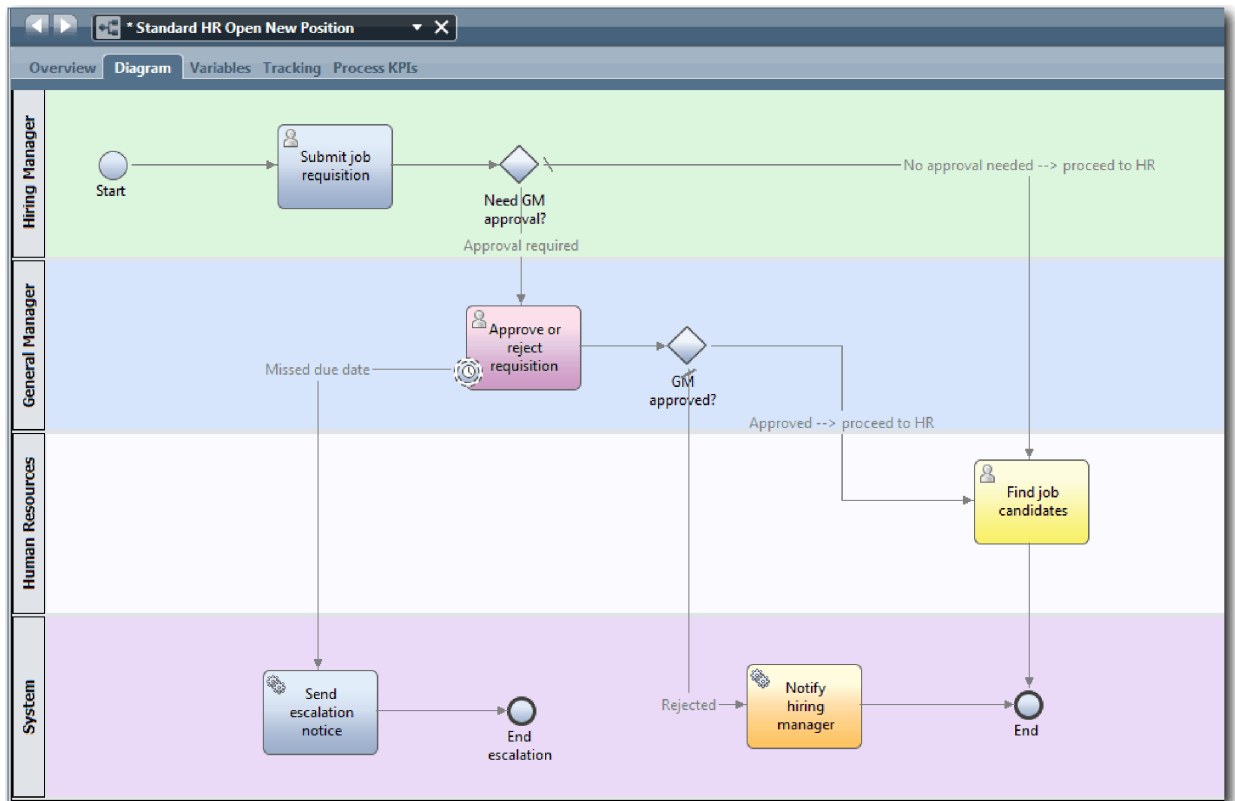 * Standard HR Open New Position
Overview Diagram Variables Tracking Process KPIs
Hiring Manager
Start
Submit job
requisition
Need GM
approval?
No approval needed --> proceed to HR
Approval required
General Manager
Approve or
reject
requisition
Missed due date
GM
approved?
Approved --> proceed to HR
Human Resources
Find job
candidates
System
Send
escalation
notice
End
escalation
Rejected
Notify
hiring
manager
End